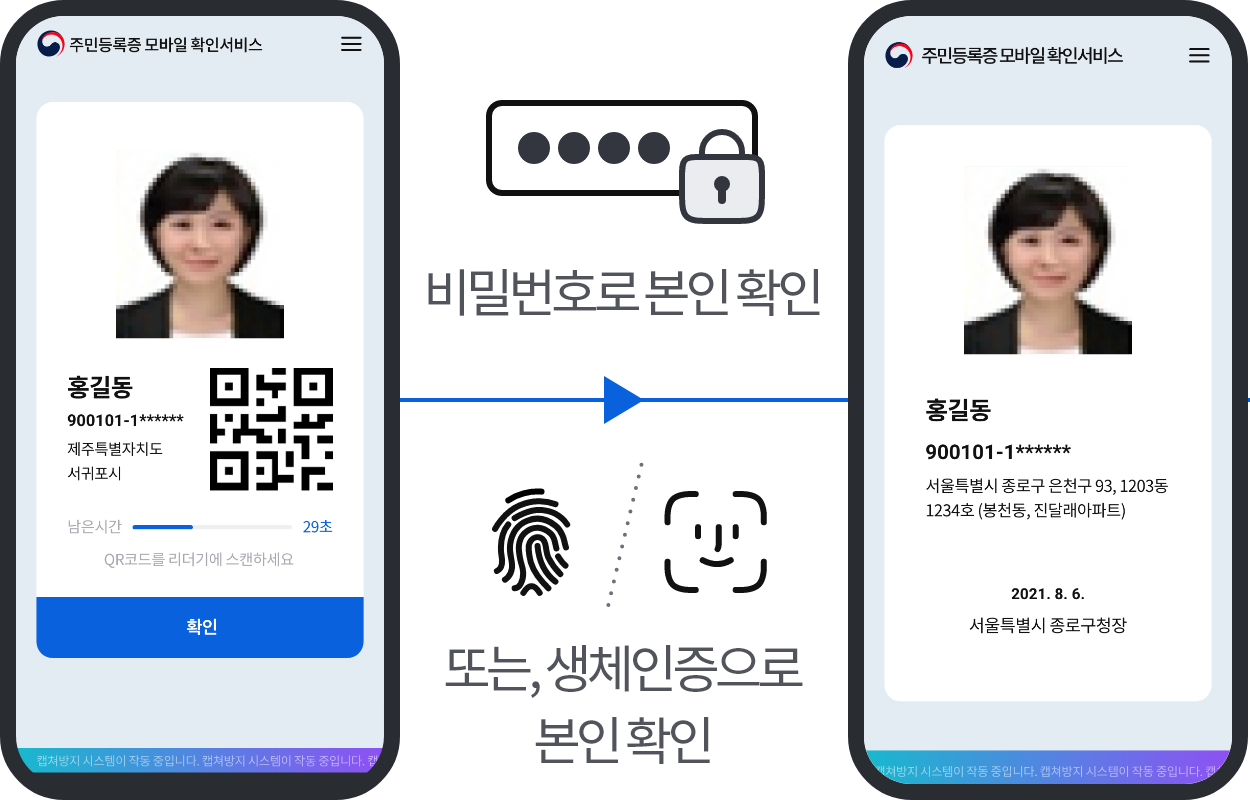 주민등록증 모바일 확인서비스
홍길동
900101-1******
제주특별자치도
서귀포시
남은시간 29초
QR코드를 리더기에 스캔하세요
확인
캡쳐방지 시스템이 작동 중입니다. 캡쳐방지 시스템이 작동 중입니다. 캡
비밀번호로 본인 확인
또는, 생체인증으로
본인 확인
주민등록증 모바일 확인서비스
홍길동
900101-1******
서울특별시 종로구 은천구 93, 1203동
1234호 (봉천동, 진달래아파트)
2021. 8. 6.
서울특별시 종로구청장
캡쳐방지 시스템이 작동 중입니다. 캡쳐방지 시스템이 작동 중입니다. 캡